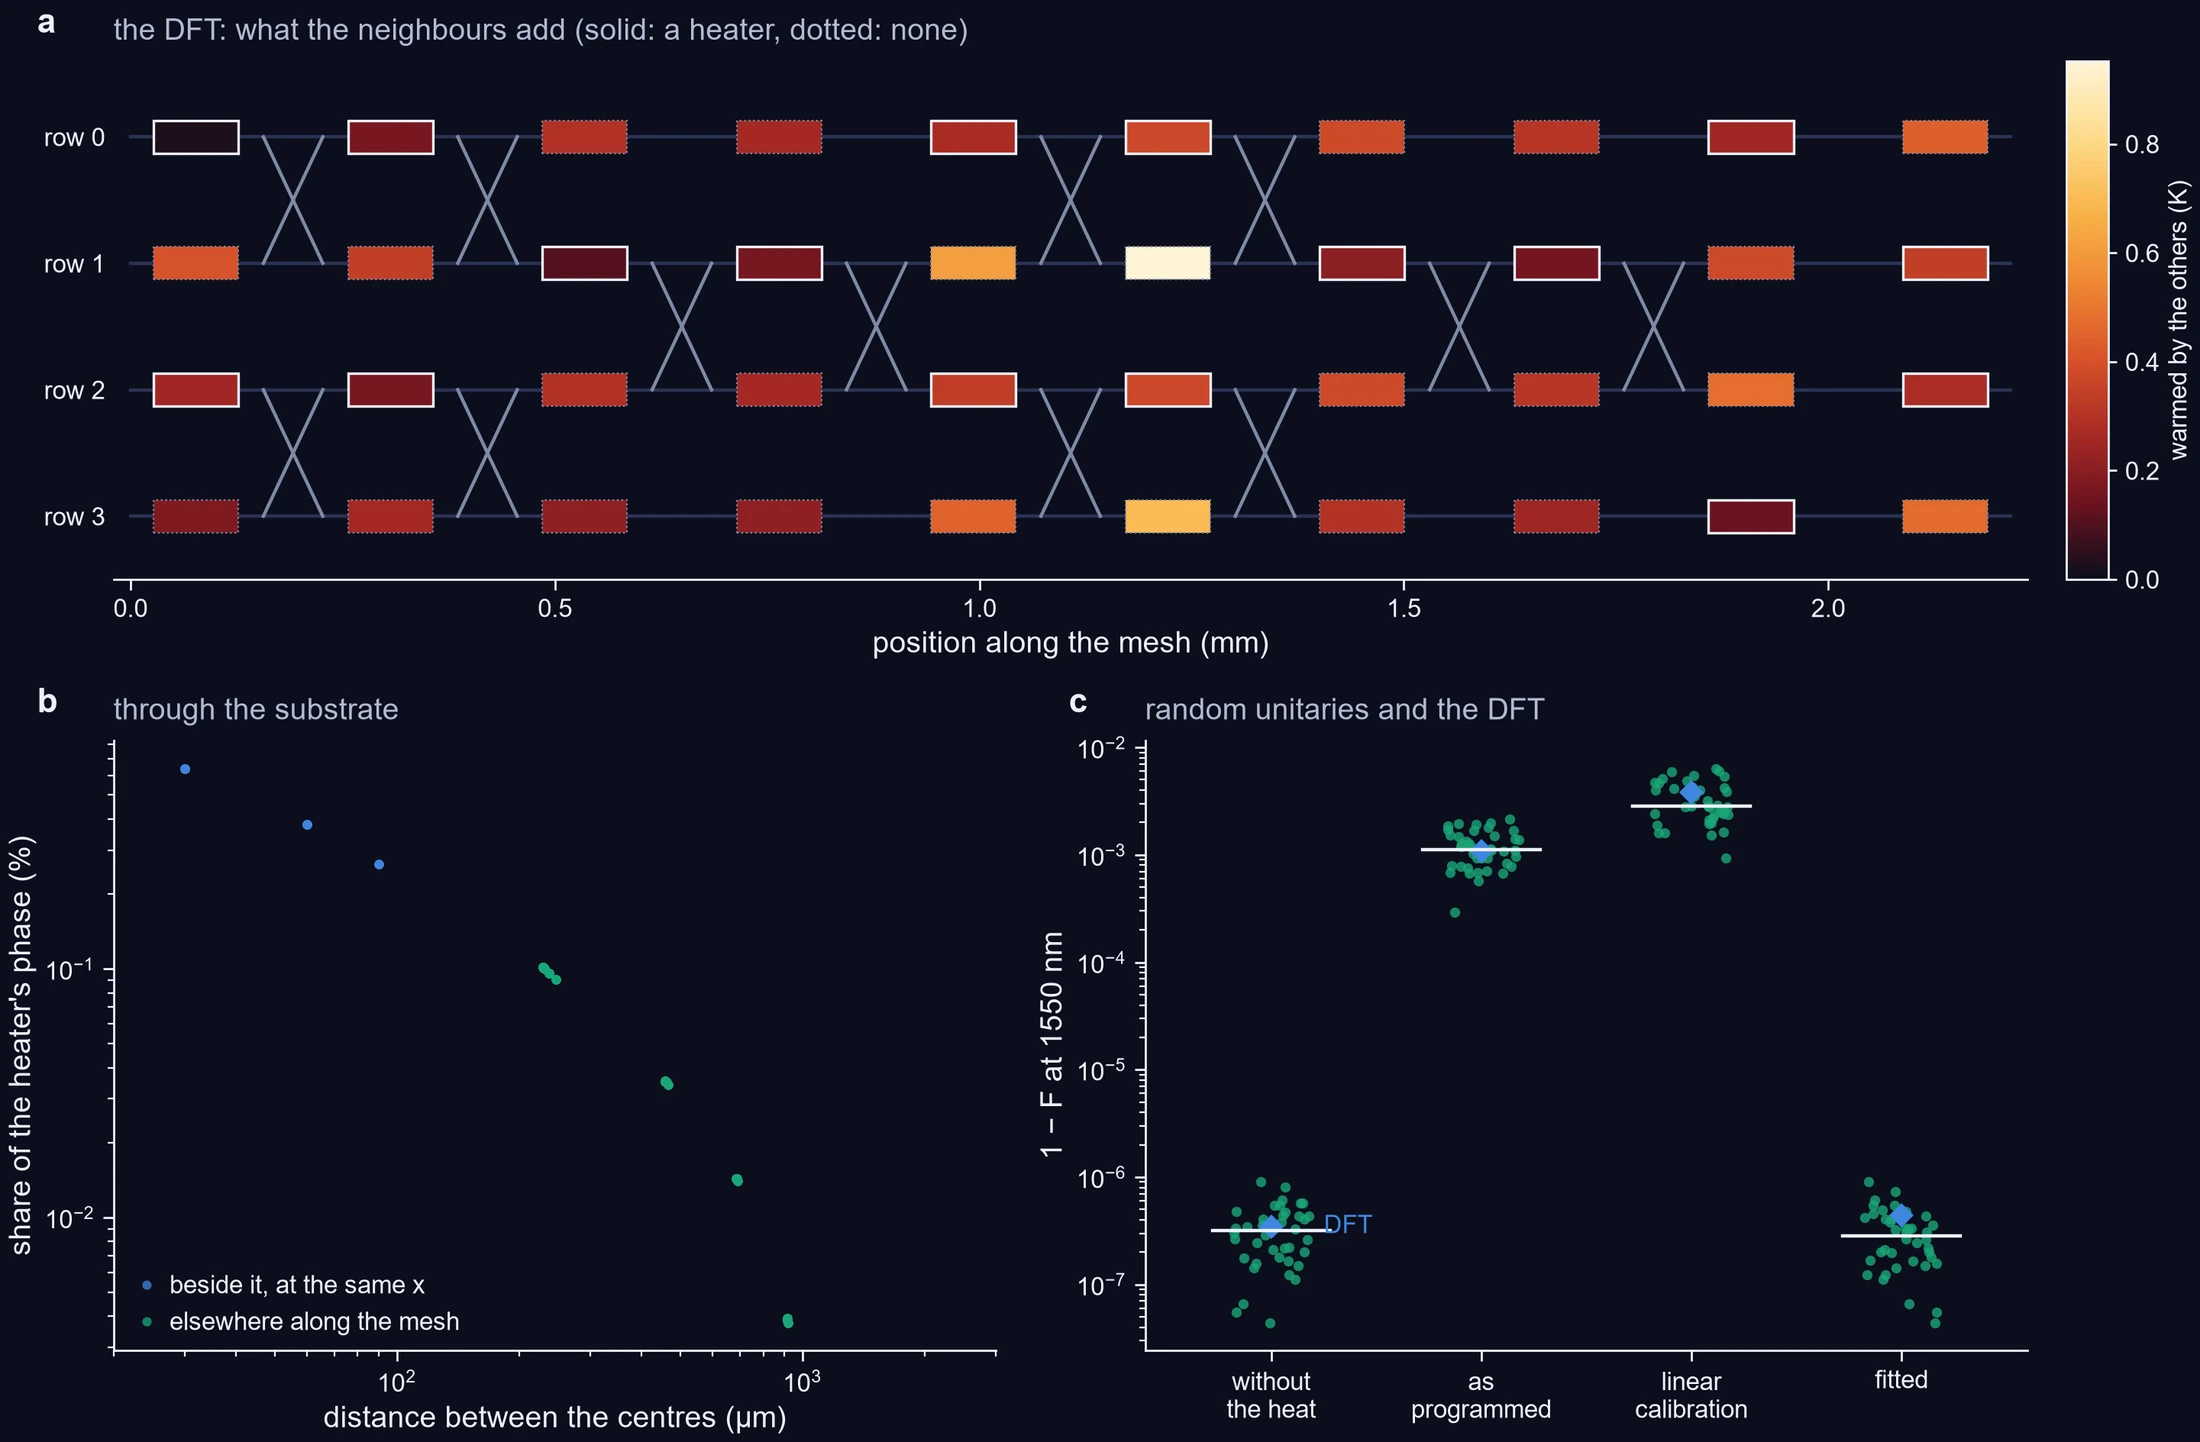 a
the DFT: what the neighbours add (solid: a heater, dotted: none)
row 0
row 1
row 2
row 3
0.0 0.5 1.0 1.5 2.0
position along the mesh (mm)
0.8
0.6
0.4
0.2
0.0
warmed by the others (K)
b
through the substrate
10⁻¹
10⁻²
share of the heater's phase (%)
beside it, at the same x
elsewhere along the mesh
10² 10³
distance between the centres (μm)
c
random unitaries and the DFT
10⁻²
10⁻³
10⁻⁴
10⁻⁵
10⁻⁶
10⁻⁷
1 − F at 1550 nm
DFT
without
the heat
as
programmed
linear
calibration
fitted